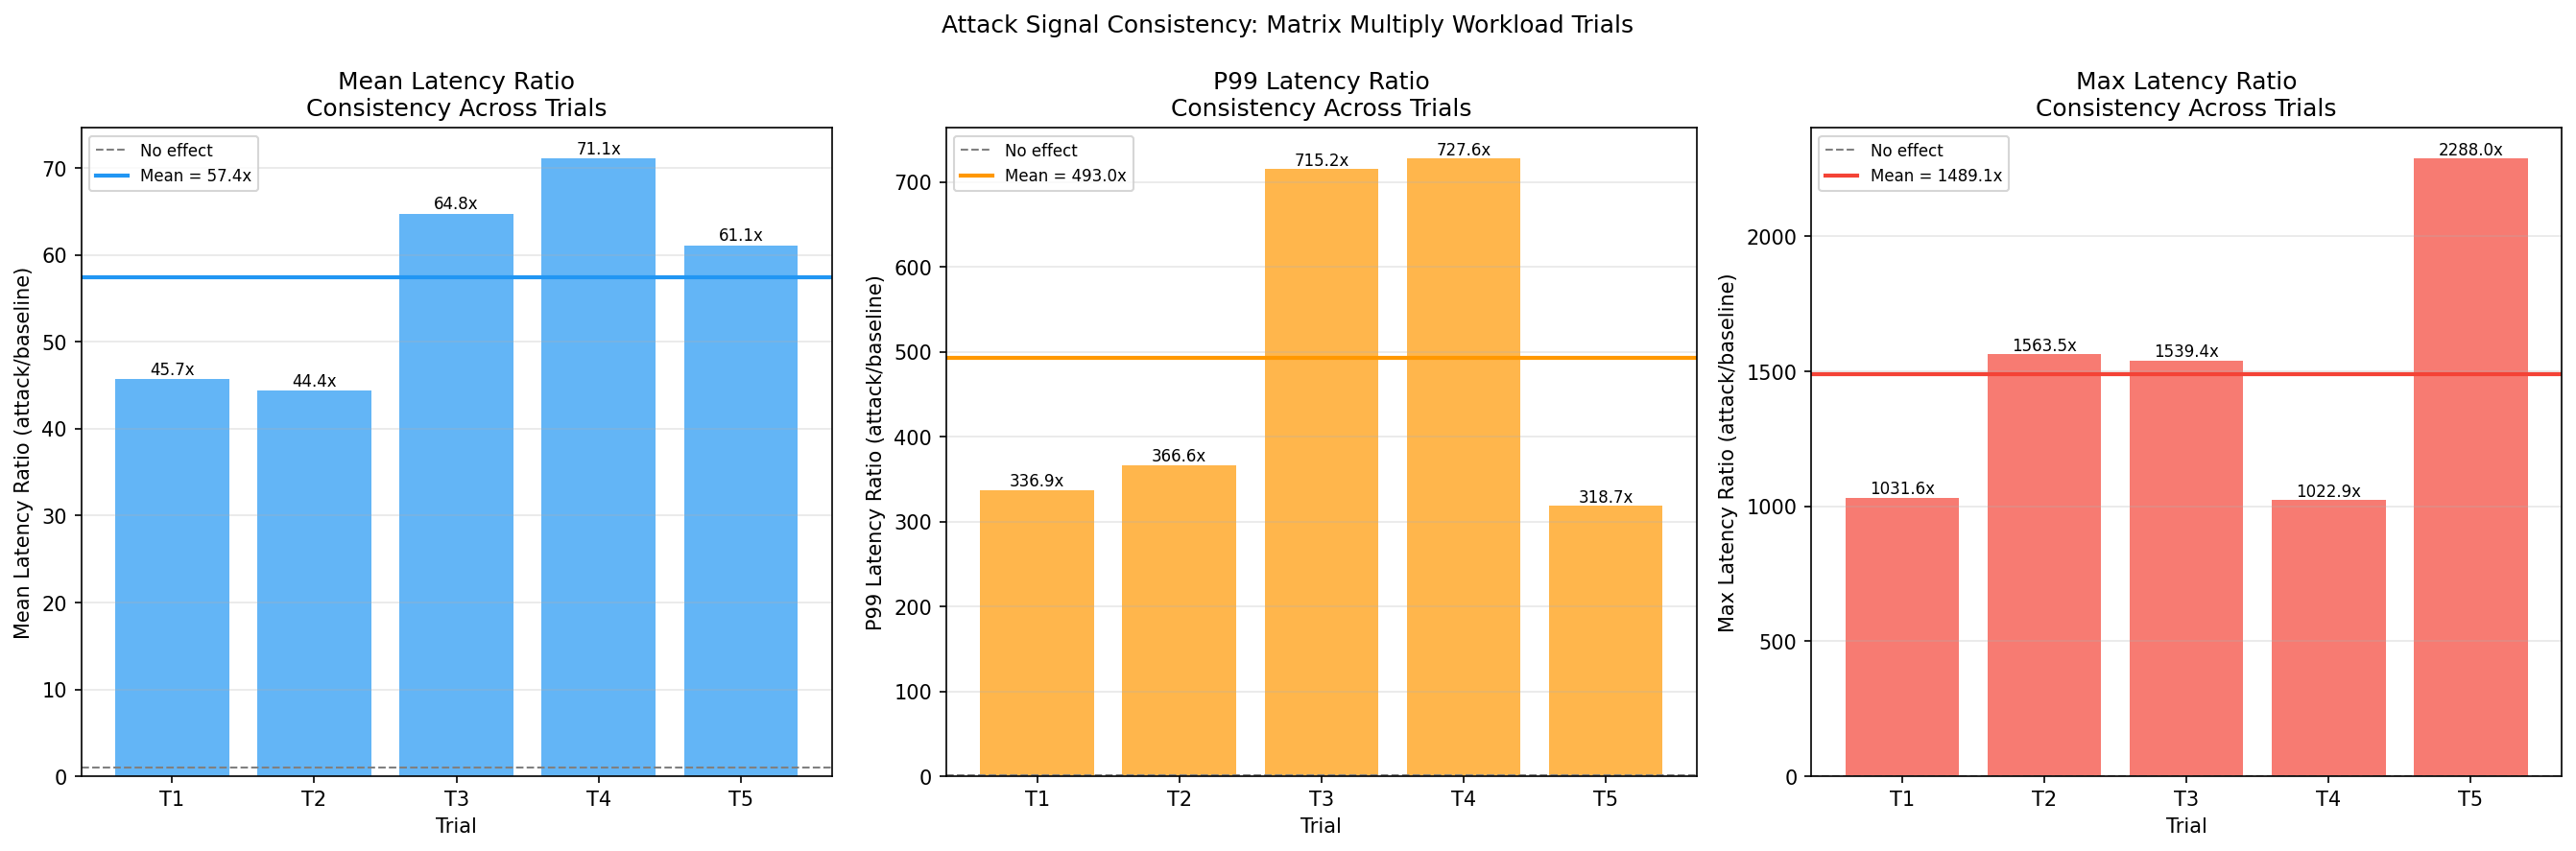 Attack Signal Consistency: Matrix Multiply Workload Trials
Mean Latency Ratio
Consistency Across Trials
No effect
Mean = 57.4x
Mean Latency Ratio (attack/baseline)
70
60
50
40
30
20
10
0
45.7x
44.4x
64.8x
71.1x
61.1x
T1
T2
T3
T4
T5
Trial
P99 Latency Ratio
Consistency Across Trials
No effect
Mean = 493.0x
P99 Latency Ratio (attack/baseline)
700
600
500
400
300
200
100
0
336.9x
366.6x
715.2x
727.6x
318.7x
T1
T2
T3
T4
T5
Trial
Max Latency Ratio
Consistency Across Trials
No effect
Mean = 1489.1x
Max Latency Ratio (attack/baseline)
2000
1500
1000
500
0
1031.6x
1563.5x
1539.4x
1022.9x
2288.0x
T1
T2
T3
T4
T5
Trial